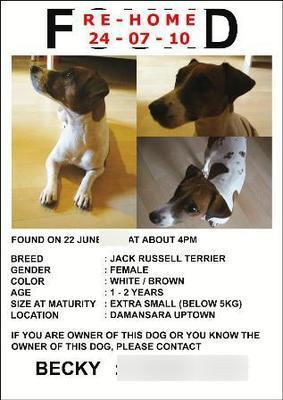 FOUND
RE-HOME
24 - 07 - 10
FOUND ON 22 JUNE AT ABOUT 4PM
BREED : JACK RUSSELL TERRIER
GENDER : FEMALE
COLOR : WHITE / BROWN
AGE : 1 - 2 YEARS
SIZE AT MATURITY : EXTRA SMALL (BELOW 5KG)
LOCATION : DAMANSARA UPTOWN
IF YOU ARE OWNER OF THIS DOG OR YOU KNOW THE
OWNER OF THIS DOG, PLEASE CONTACT
BECKY :